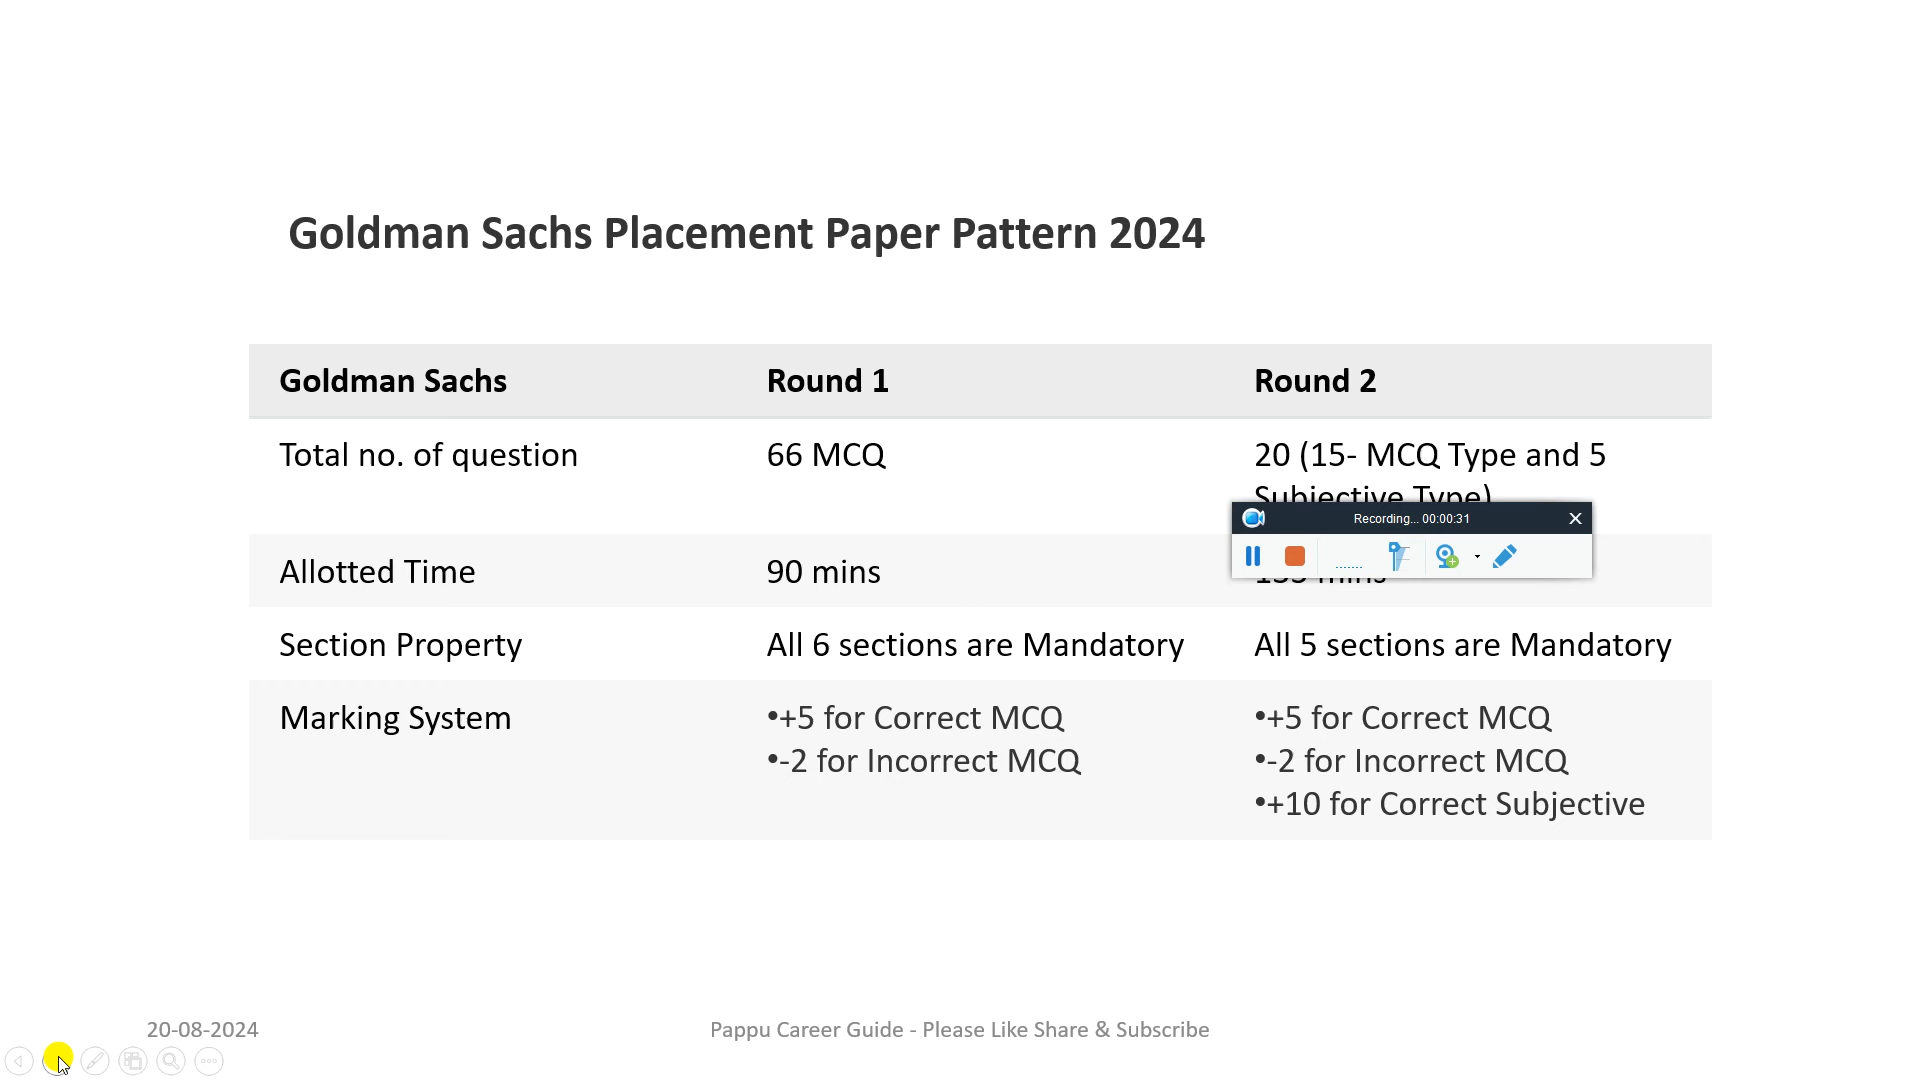 Goldman Sachs Placement Paper Pattern 2024
Goldman Sachs Round 1 Round 2
Total no. of question 66 MCQ 20 (15- MCQ Type and 5
Subjective Type)
Recording... 00:00:31
Allotted Time 90 mins mins
Section Property All 6 sections are Mandatory All 5 sections are Mandatory
Marking System •+5 for Correct MCQ •+5 for Correct MCQ
•-2 for Incorrect MCQ •-2 for Incorrect MCQ
•+10 for Correct Subjective
20-08-2024 Pappu Career Guide - Please Like Share & Subscribe